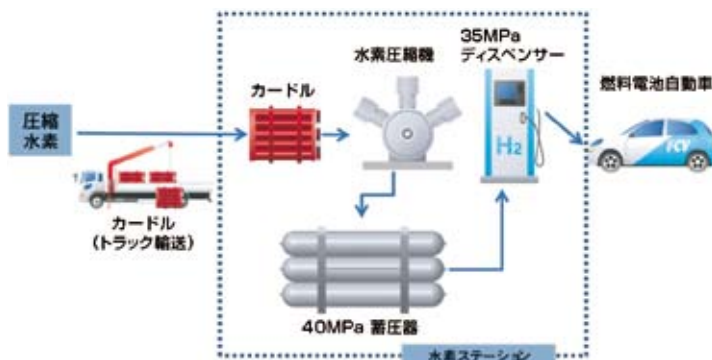 35MPa
ディスペンサー
水素圧縮機
カードル
燃料電池自動車
圧縮
水素
H2
FCV
カードル
(トラック輸送)
40MPa 蓄圧器
水素ステーション